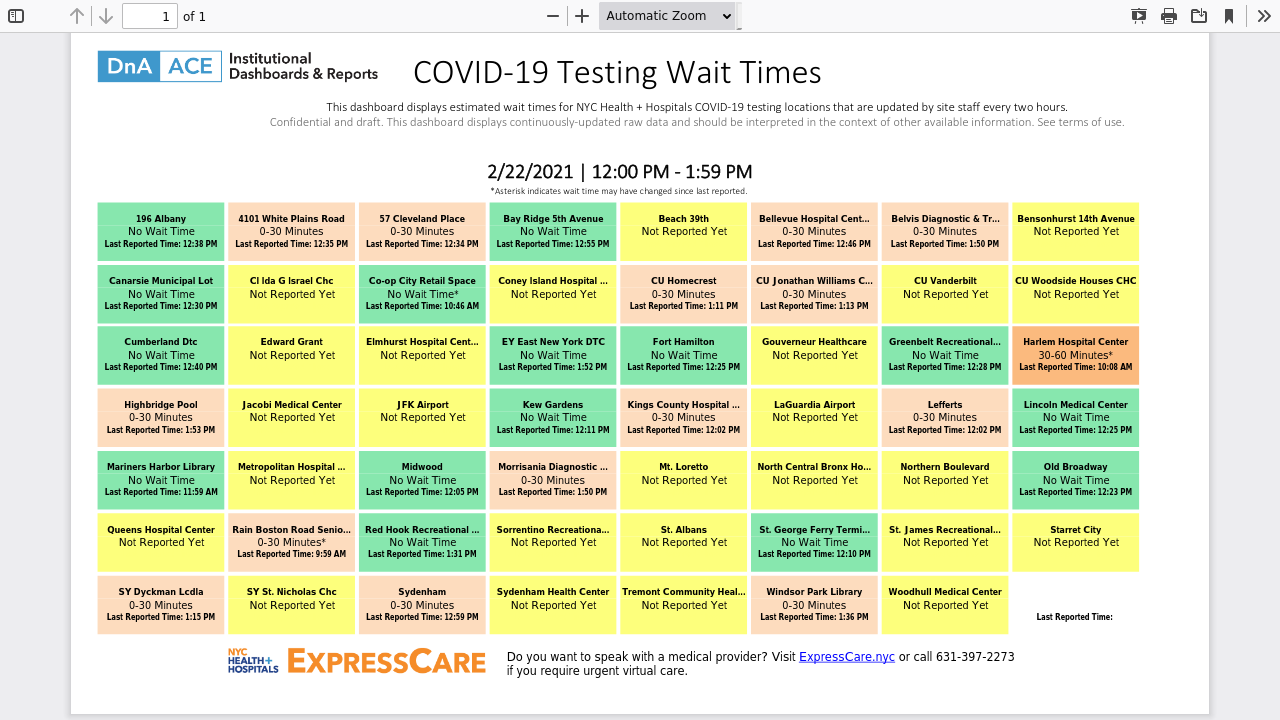 1 of 1 Automatic Zoom
DnA ACE Institutional
Dashboards & Reports
COVID-19 Testing Wait Times
This dashboard displays estimated wait times for NYC Health + Hospitals COVID-19 testing locations that are updated by site staff every two hours.
Confidential and draft. This dashboard displays continuously-updated raw data and should be interpreted in the context of other available information. See terms of use.
2/22/2021 | 12:00 PM - 1:59 PM
*Asterisk indicates wait time may have changed since last reported.
196 Albany
No Wait Time
Last Reported Time: 12:38 PM
4101 White Plains Road
0-30 Minutes
Last Reported Time: 12:35 PM
57 Cleveland Place
0-30 Minutes
Last Reported Time: 12:34 PM
Bay Ridge 5th Avenue
No Wait Time
Last Reported Time: 12:55 PM
Beach 39th
Not Reported Yet
Bellevue Hospital Cent...
0-30 Minutes
Last Reported Time: 12:46 PM
Belvis Diagnostic & Tr...
0-30 Minutes
Last Reported Time: 1:50 PM
Bensonhurst 14th Avenue
Not Reported Yet
Canarsie Municipal Lot
No Wait Time
Last Reported Time: 12:30 PM
CI Ida G Israel Chc
Not Reported Yet
Co-op City Retail Space
No Wait Time*
Last Reported Time: 10:46 AM
Coney Island Hospital ...
Not Reported Yet
CU Homecrest
0-30 Minutes
Last Reported Time: 1:11 PM
CU Jonathan Williams C...
0-30 Minutes
Last Reported Time: 1:13 PM
CU Vanderbilt
Not Reported Yet
CU Woodside Houses CHC
Not Reported Yet
Cumberland Dtc
No Wait Time
Last Reported Time: 12:40 PM
Edward Grant
Not Reported Yet
Elmhurst Hospital Cent...
Not Reported Yet
EY East New York DTC
No Wait Time
Last Reported Time: 1:52 PM
Fort Hamilton
No Wait Time
Last Reported Time: 12:25 PM
Gouverneur Healthcare
Not Reported Yet
Greenbelt Recreational...
No Wait Time
Last Reported Time: 12:28 PM
Harlem Hospital Center
30-60 Minutes*
Last Reported Time: 10:08 AM
Highbridge Pool
0-30 Minutes
Last Reported Time: 1:53 PM
Jacobi Medical Center
Not Reported Yet
JFK Airport
Not Reported Yet
Kew Gardens
No Wait Time
Last Reported Time: 12:11 PM
Kings County Hospital ...
0-30 Minutes
Last Reported Time: 12:02 PM
LaGuardia Airport
Not Reported Yet
Lefferts
0-30 Minutes
Last Reported Time: 12:02 PM
Lincoln Medical Center
No Wait Time
Last Reported Time: 12:25 PM
Mariners Harbor Library
No Wait Time
Last Reported Time: 11:59 AM
Metropolitan Hospital ...
Not Reported Yet
Midwood
No Wait Time
Last Reported Time: 12:05 PM
Morrisania Diagnostic ...
0-30 Minutes
Last Reported Time: 1:50 PM
Mt. Loretto
Not Reported Yet
North Central Bronx Ho...
Not Reported Yet
Northern Boulevard
Not Reported Yet
Old Broadway
No Wait Time
Last Reported Time: 12:23 PM
Queens Hospital Center
Not Reported Yet
Rain Boston Road Senio...
0-30 Minutes*
Last Reported Time: 9:59 AM
Red Hook Recreational ...
No Wait Time
Last Reported Time: 1:31 PM
Sorrentino Recreationa...
Not Reported Yet
St. Albans
Not Reported Yet
St. George Ferry Termi...
No Wait Time
Last Reported Time: 12:10 PM
St. James Recreational...
Not Reported Yet
Starret City
Not Reported Yet
SY Dyckman Lcdla
0-30 Minutes
Last Reported Time: 1:15 PM
SY St. Nicholas Chc
Not Reported Yet
Sydenham
0-30 Minutes
Last Reported Time: 12:59 PM
Sydenham Health Center
Not Reported Yet
Tremont Community Heal...
Not Reported Yet
Windsor Park Library
0-30 Minutes
Last Reported Time: 1:36 PM
Woodhull Medical Center
Not Reported Yet
Last Reported Time:
NYC
HEALTH+
HOSPITALS
EXPRESSCARE
Do you want to speak with a medical provider? Visit ExpressCare.nyc or call 631-397-2273
if you require urgent virtual care.